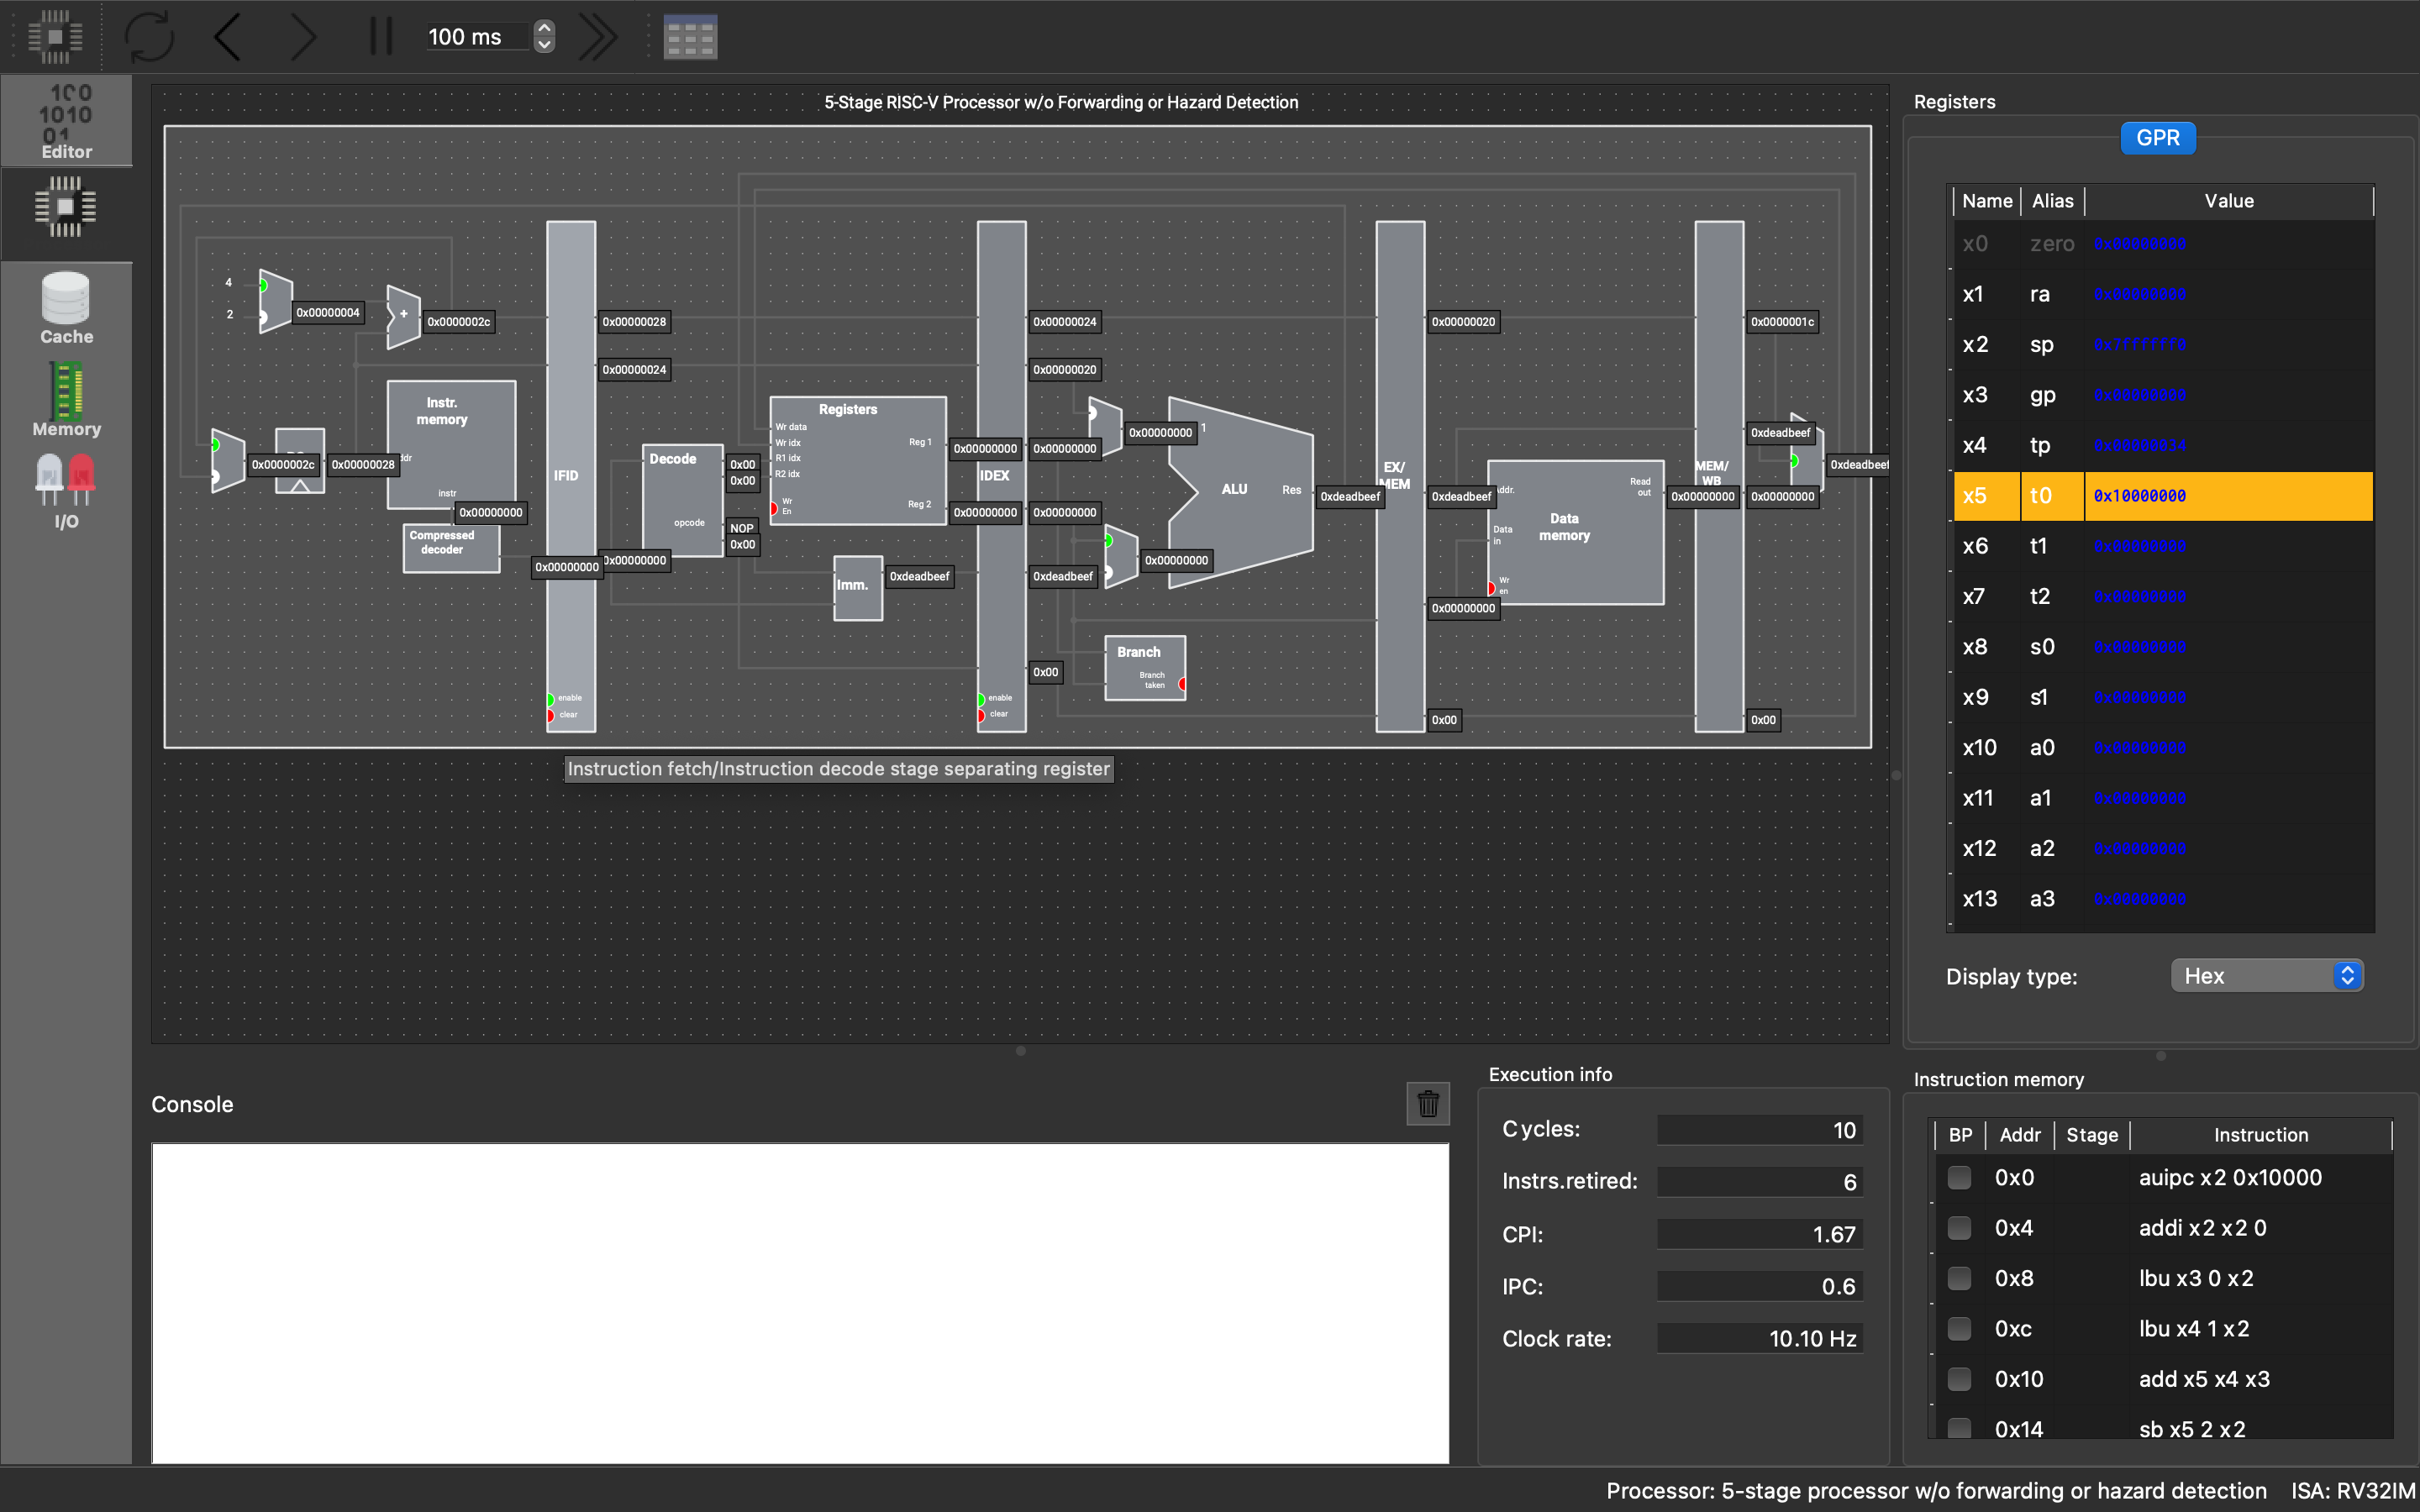 100 ms
Editor
Cache
Memory
I/O
5-Stage RISC-V Processor w/o Forwarding or Hazard Detection
4
2
0x00000004
+
0x0000002c
0x00000028
0x00000024
0x00000024
0x00000020
0x00000020
0x0000001c
Instr.
memory
instr
0x0000002c
0x00000028
0x00000000
Compressed
decoder
0x00000000
IFID
enable
clear
0x00000000
Decode
opcode
0x00
0x00
NOP
0x00
Registers
Wr data
Wr idx
R1 idx
R2 idx
Wr
En
Reg 1
Reg 2
0x00000000
0x00000000
Imm.
0xdeadbeef
IDEX
enable
clear
0x00000000
0x00000000
0xdeadbeef
0x00
0x00000000
0x00000000
1
ALU
Res
0xdeadbeef
Branch
Branch
taken
EX/
MEM
0xdeadbeef
0x00000000
0x00
Data
memory
Data
in
Wr
en
Read
out
0x00000000
MEM/
WB
0xdeadbeef
0x00000000
0x00
0xdeadbeef
Instruction fetch/Instruction decode stage separating register
Registers
GPR
Name Alias Value
x0 zero 0x00000000
x1 ra 0x00000000
x2 sp 0x7ffffff0
x3 gp 0x00000000
x4 tp 0x00000034
x5 t0 0x10000000
x6 t1 0x00000000
x7 t2 0x00000000
x8 s0 0x00000000
x9 s1 0x00000000
x10 a0 0x00000000
x11 a1 0x00000000
x12 a2 0x00000000
x13 a3 0x00000000
Display type: Hex
Console
Execution info
Cycles: 10
Instrs.retired: 6
CPI: 1.67
IPC: 0.6
Clock rate: 10.10 Hz
Instruction memory
BP Addr Stage Instruction
0x0 auipc x2 0x10000
0x4 addi x2 x2 0
0x8 lbu x3 0 x2
0xc lbu x4 1 x2
0x10 add x5 x4 x3
0x14 sb x5 2 x2
Processor: 5-stage processor w/o forwarding or hazard detection ISA: RV32IM